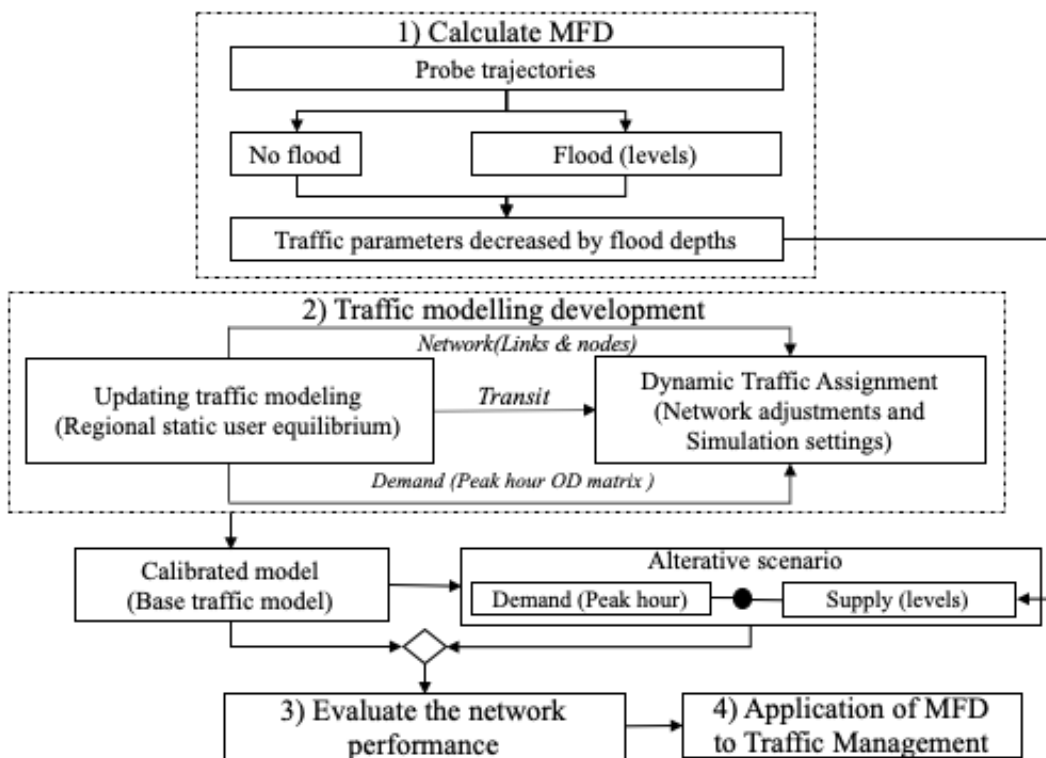 1) Calculate MFD
Probe trajectories
No flood
Flood (levels)
Traffic parameters decreased by flood depths
2) Traffic modelling development
Network(Links & nodes)
Updating traffic modeling
(Regional static user equilibrium)
Transit
Dynamic Traffic Assignment
(Network adjustments and
Simulation settings)
Demand (Peak hour OD matrix )
Calibrated model
(Base traffic model)
Alterative scenario
Demand (Peak hour)
Supply (levels)
3) Evaluate the network
performance
4) Application of MFD
to Traffic Management